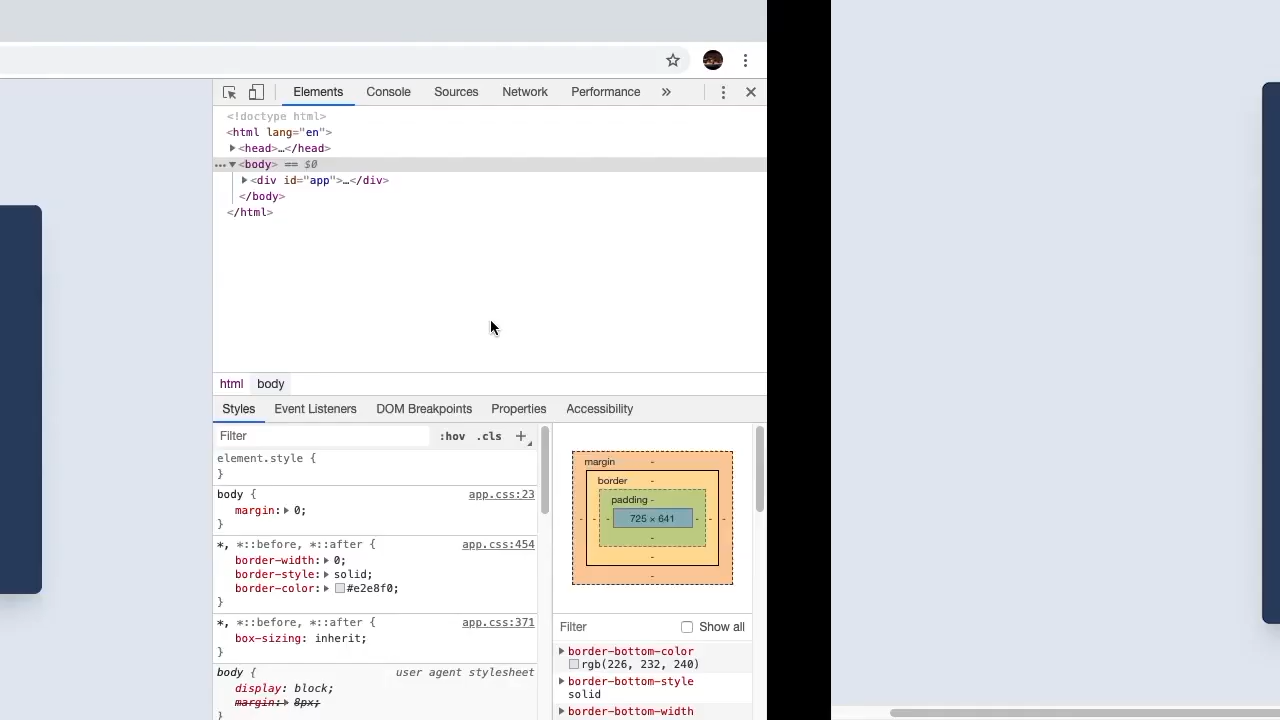 Elements Console Sources Network Performance »
<!doctype html>
<html lang="en">
<head>…</head>
<body> == $0
<div id="app">…</div>
</body>
</html>
html body
Styles Event Listeners DOM Breakpoints Properties Accessibility
Filter :hov .cls +
element.style {
}
body { app.css:23
margin: 0;
}
*, *::before, *::after { app.css:454
border-width: 0;
border-style: solid;
border-color: #e2e8f0;
}
*, *::before, *::after { app.css:371
box-sizing: inherit;
}
body { user agent stylesheet
display: block;
margin: 8px;
}
margin -
border -
padding -
- - - 725 × 641 - - -
-
-
-
Filter Show all
border-bottom-color
rgb(226, 232, 240)
border-bottom-style
solid
border-bottom-width